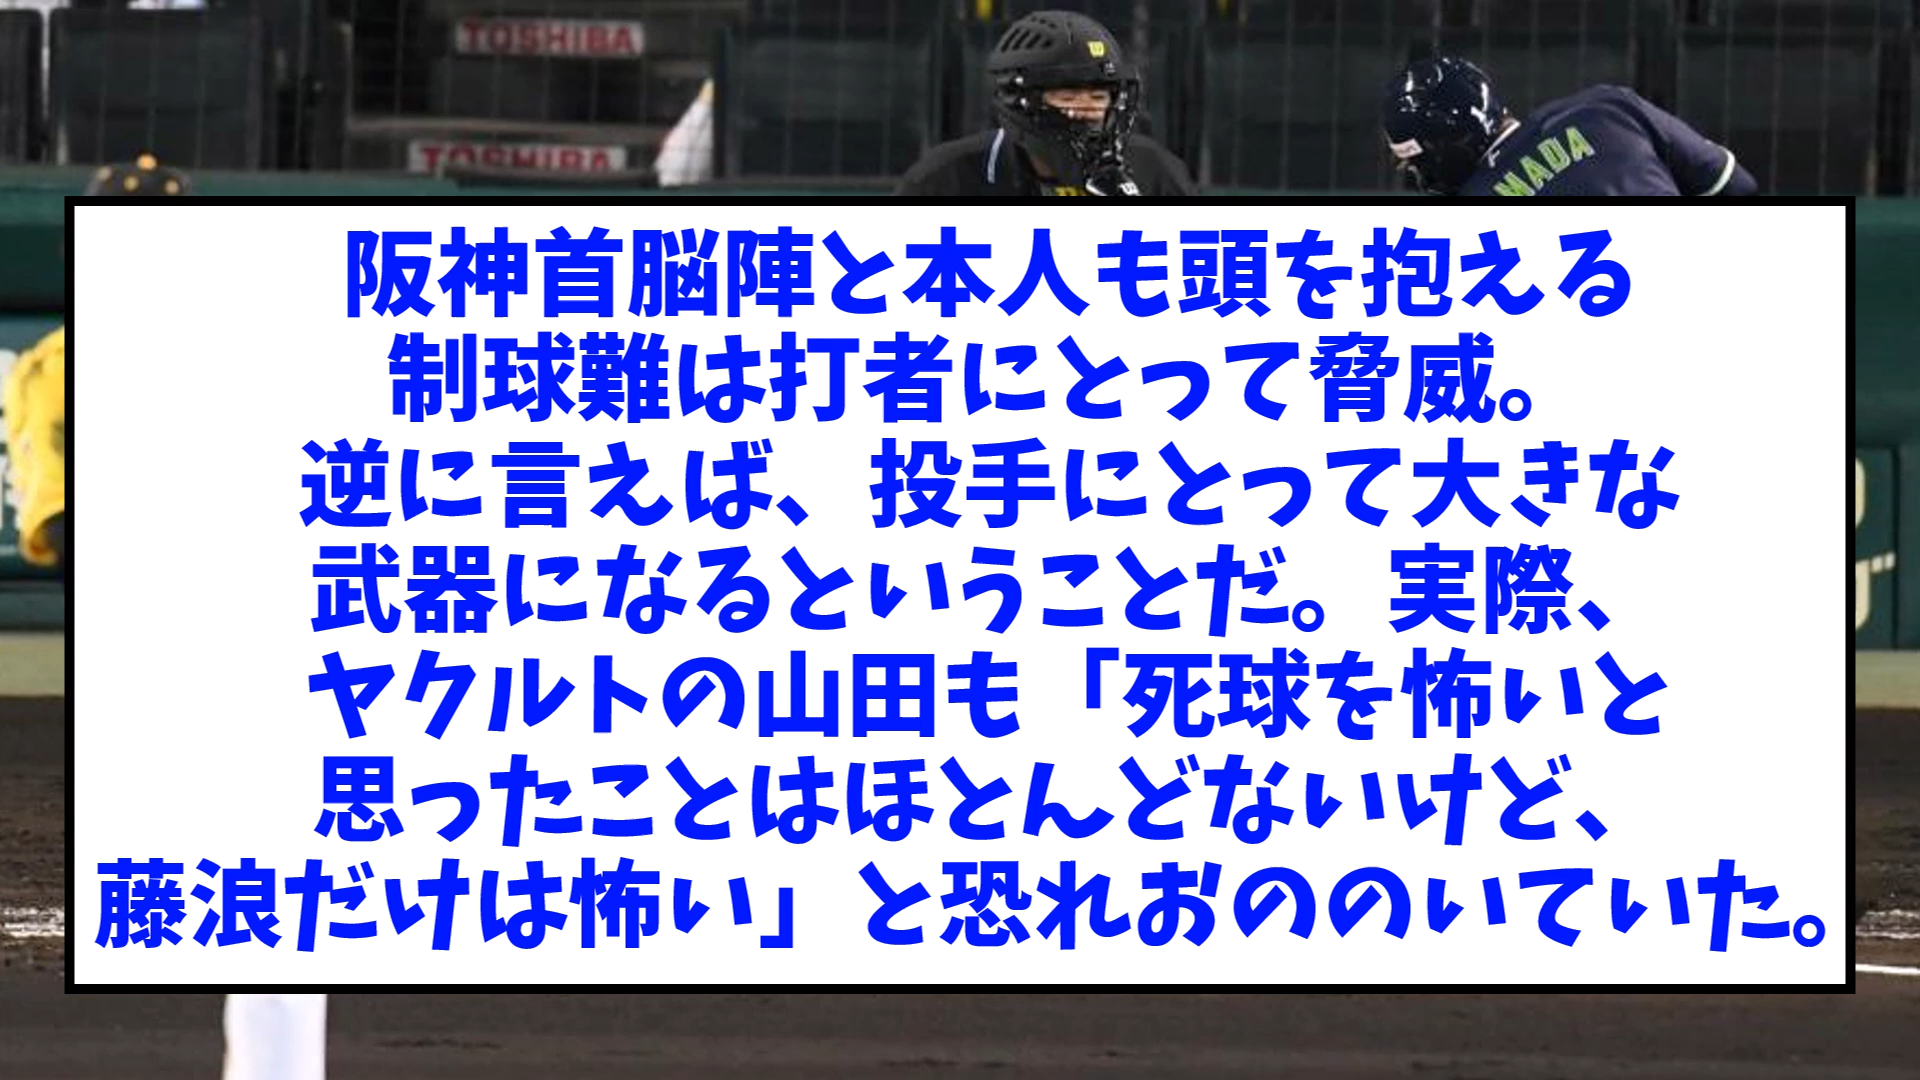 TOSHIBA
TOSHIBA
MADA
阪神首脳陣と本人も頭を抱える
制球難は打者にとって脅威。
逆に言えば、投手にとって大きな
武器になるということだ。実際、
ヤクルトの山田も「死球を怖いと
思ったことはほとんどないけど、
藤浪だけは怖い」と恐れおののいていた。